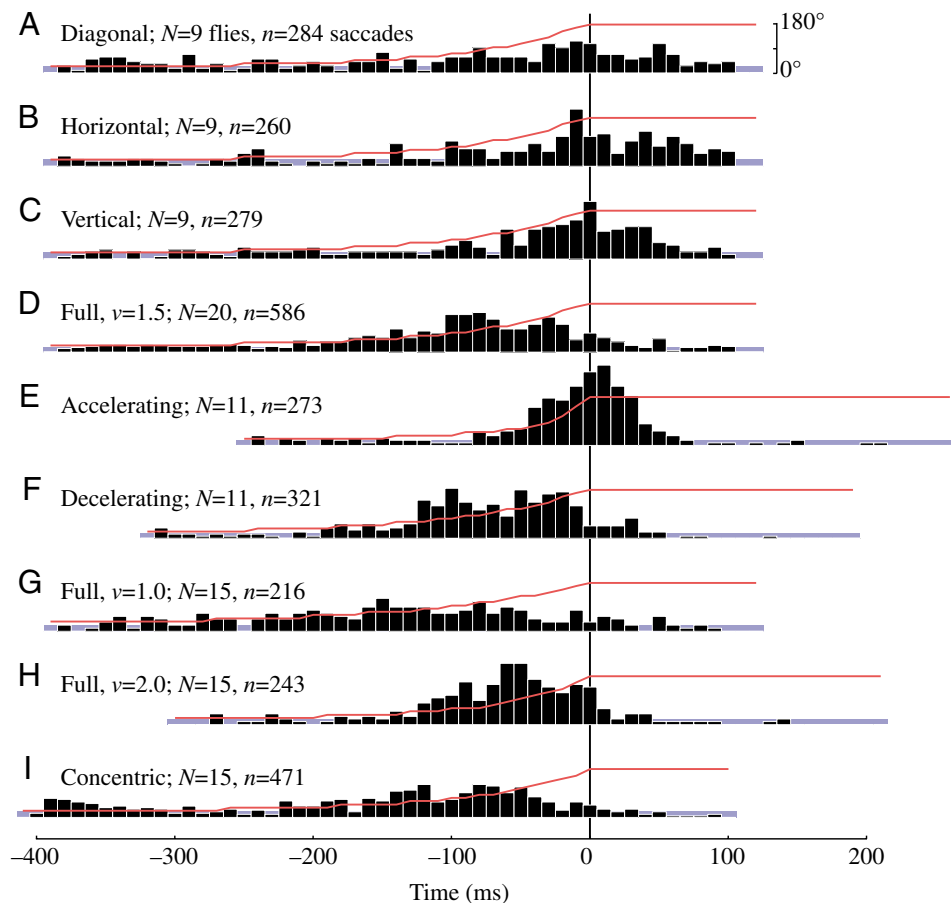 A
Diagonal; N=9 flies, n=284 saccades
180°
0°
B
Horizontal; N=9, n=260
C
Vertical; N=9, n=279
D
Full, v=1.5; N=20, n=586
E
Accelerating; N=11, n=273
F
Decelerating; N=11, n=321
G
Full, v=1.0; N=15, n=216
H
Full, v=2.0; N=15, n=243
I
Concentric; N=15, n=471
–400 –300 –200 –100 0 100 200
Time (ms)